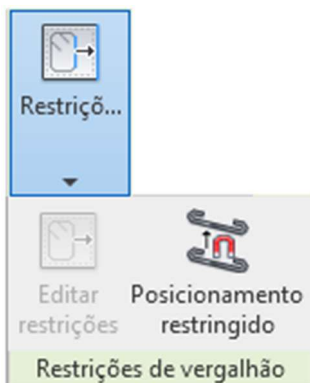 Restriçõ...
Editar Posicionamento
restrições restringido
Restrições de vergalhão